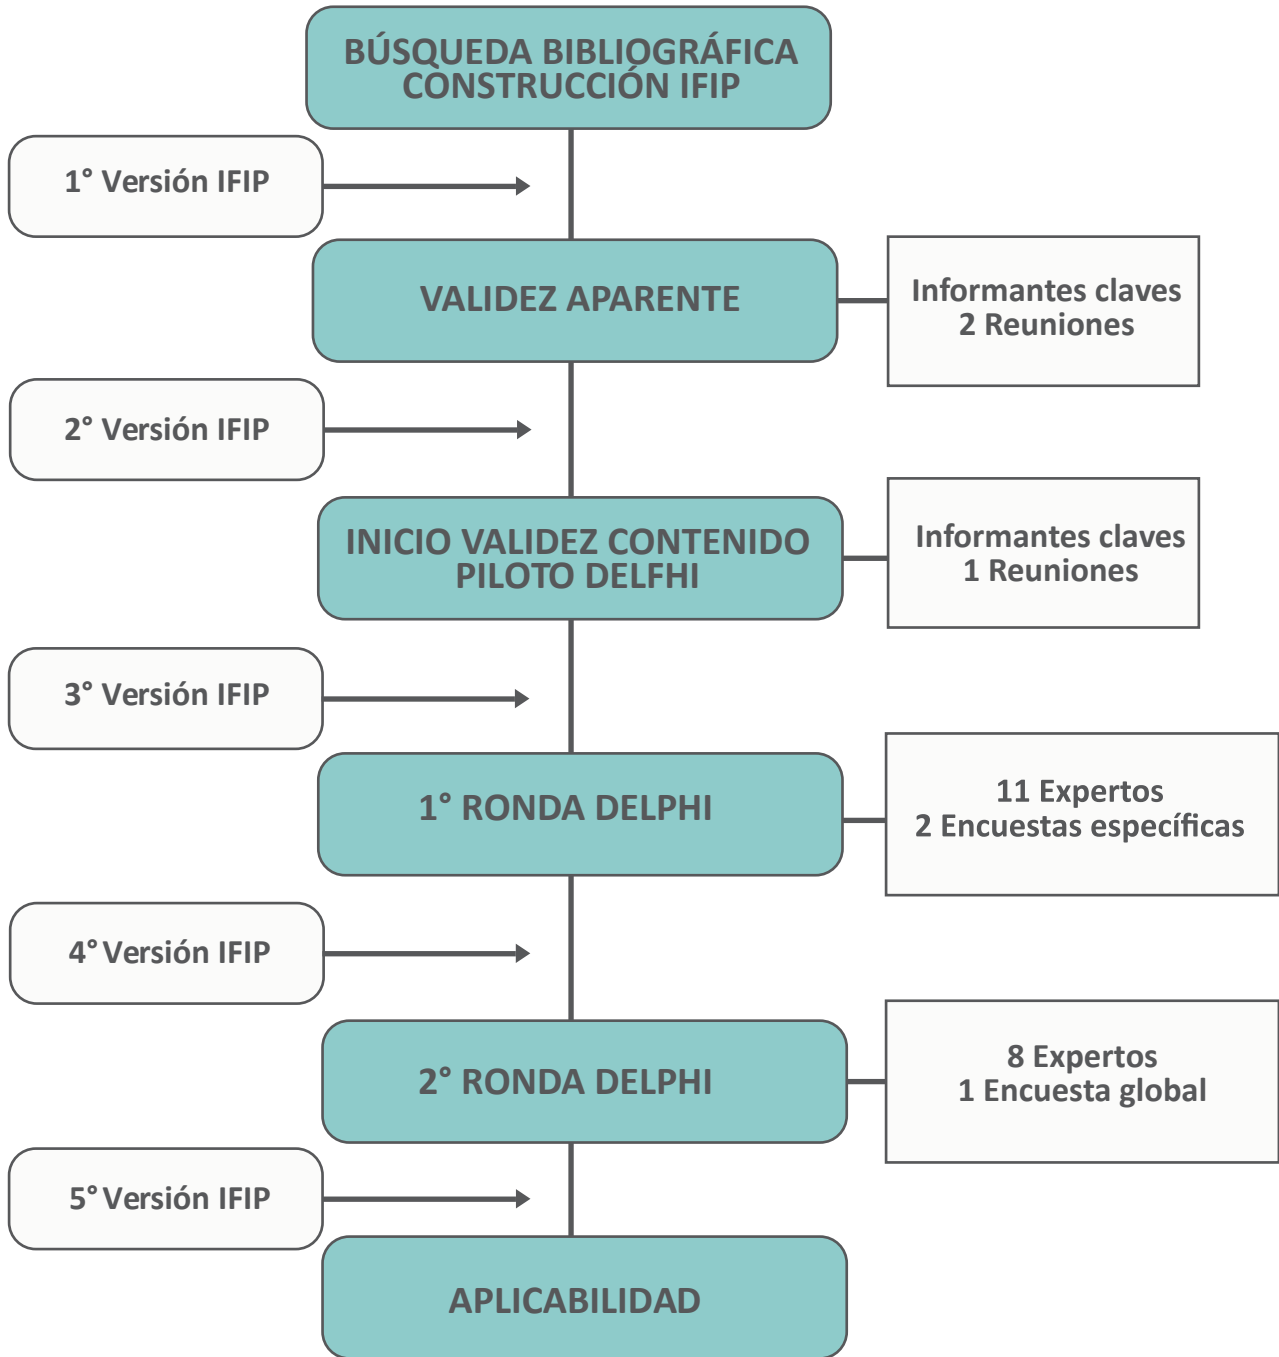 BÚSQUEDA BIBLIOGRÁFICA
CONSTRUCCIÓN IFIP
1° Versión IFIP
VALIDEZ APARENTE
Informantes claves
2 Reuniones
2° Versión IFIP
INICIO VALIDEZ CONTENIDO
PILOTO DELFHI
Informantes claves
1 Reuniones
3° Versión IFIP
1° RONDA DELPHI
11 Expertos
2 Encuestas específicas
4° Versión IFIP
2° RONDA DELPHI
8 Expertos
1 Encuesta global
5° Versión IFIP
APLICABILIDAD